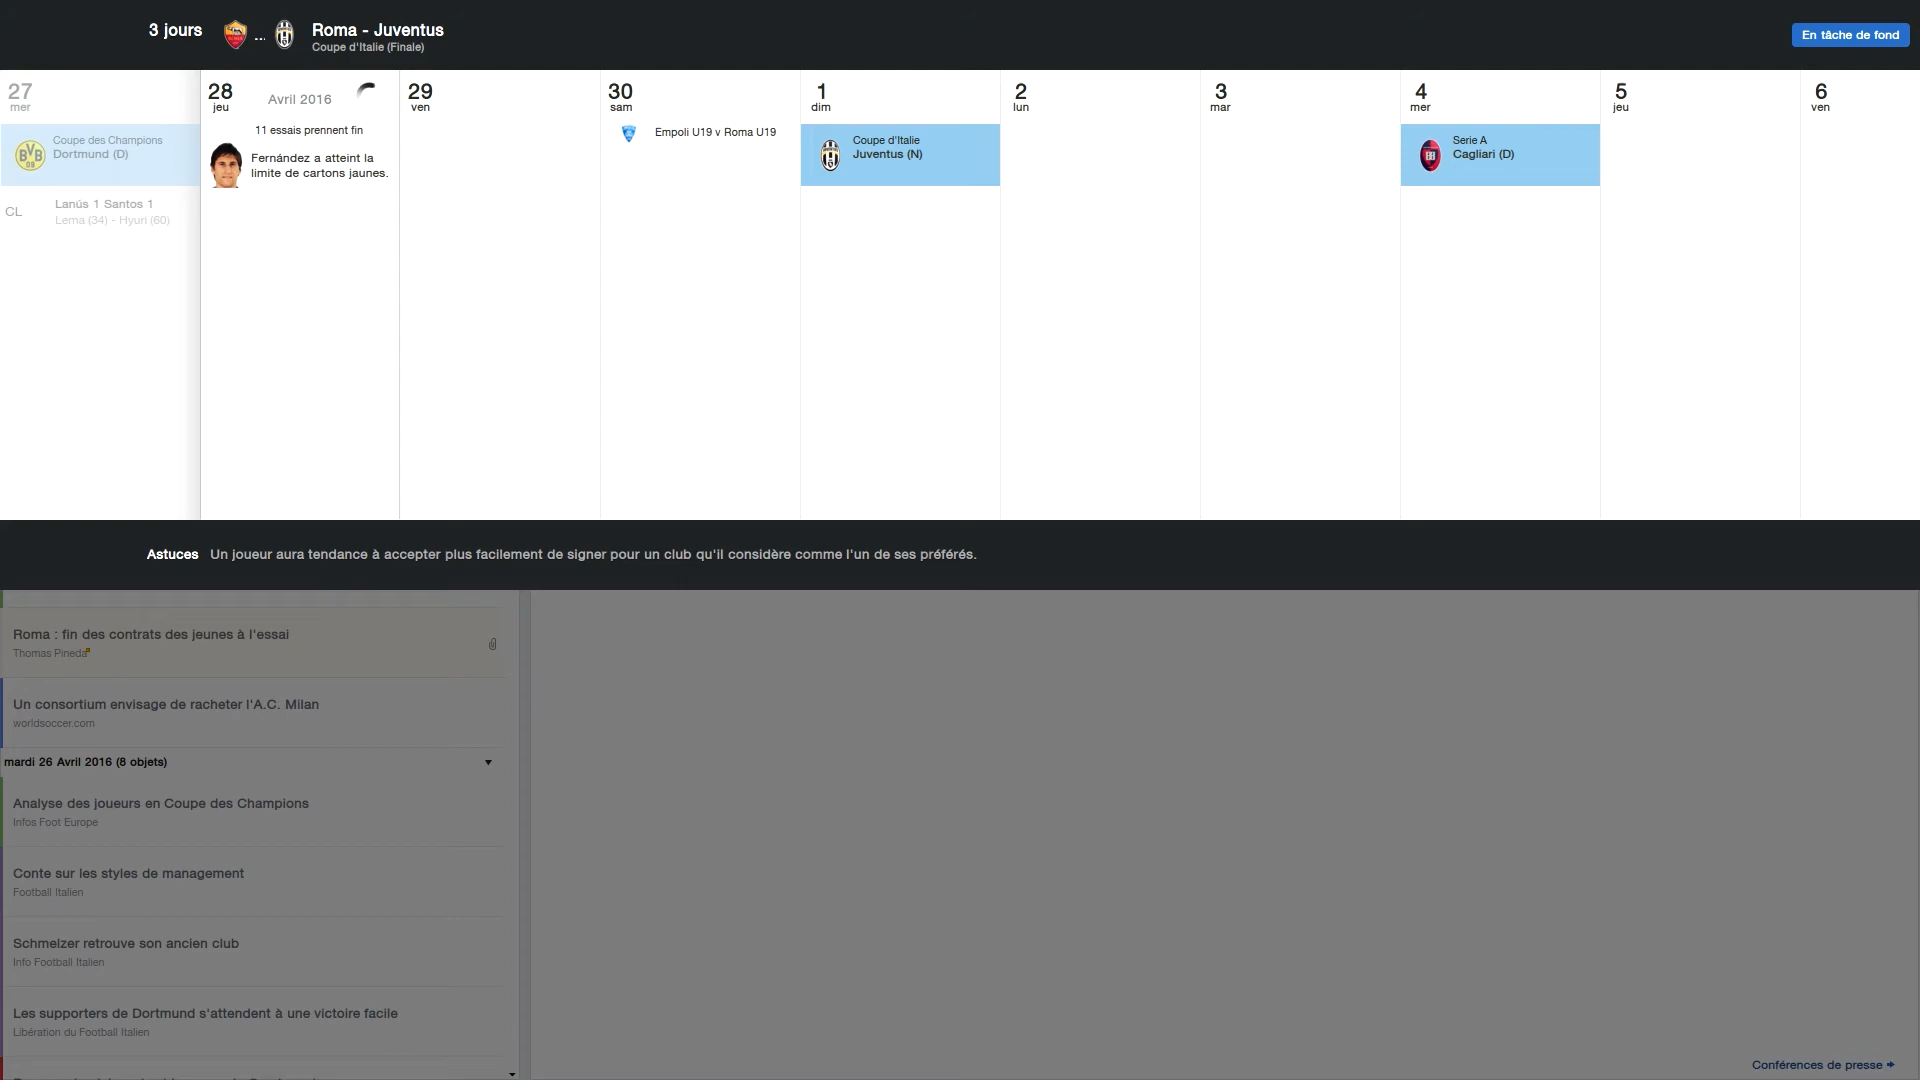 3 jours
...
Roma - Juventus
Coupe d'Italie (Finale)
En tâche de fond
27
mer
Coupe des Champions
Dortmund (D)
CL
Lanús 1 Santos 1
Lema (34) - Hyuri (60)
28
jeu
Avril 2016
11 essais prennent fin
Fernández a atteint la
limite de cartons jaunes.
29
ven
30
sam
Empoli U19 v Roma U19
1
dim
Coupe d'Italie
Juventus (N)
2
lun
3
mar
4
mer
Serie A
Cagliari (D)
5
jeu
6
ven
Astuces Un joueur aura tendance à accepter plus facilement de signer pour un club qu'il considère comme l'un de ses préférés.
Roma : fin des contrats des jeunes à l'essai
Thomas Pineda
Un consortium envisage de racheter l'A.C. Milan
worldsoccer.com
mardi 26 Avril 2016 (8 objets)
Analyse des joueurs en Coupe des Champions
Infos Foot Europe
Conte sur les styles de management
Football Italien
Schmelzer retrouve son ancien club
Info Football Italien
Les supporters de Dortmund s'attendent à une victoire facile
Libération du Football Italien
Conférences de presse